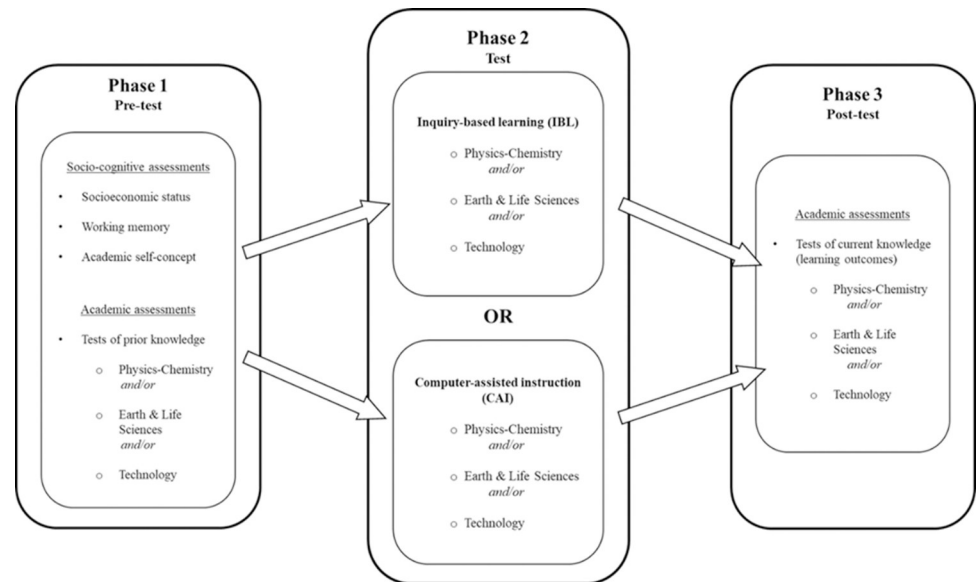 Phase 1
Pre-test
Socio-cognitive assessments
• Socioeconomic status
• Working memory
• Academic self-concept
Academic assessments
• Tests of prior knowledge
○ Physics-Chemistry
and/or
○ Earth & Life
Sciences
and/or
○ Technology
Phase 2
Test
Inquiry-based learning (IBL)
○ Physics-Chemistry
and/or
○ Earth & Life Sciences
and/or
○ Technology
OR
Computer-assisted instruction
(CAI)
○ Physics-Chemistry
and/or
○ Earth & Life Sciences
and/or
○ Technology
Phase 3
Post-test
Academic assessments
• Tests of current knowledge
(learning outcomes)
○ Physics-Chemistry
and/or
○ Earth & Life
Sciences
and/or
○ Technology